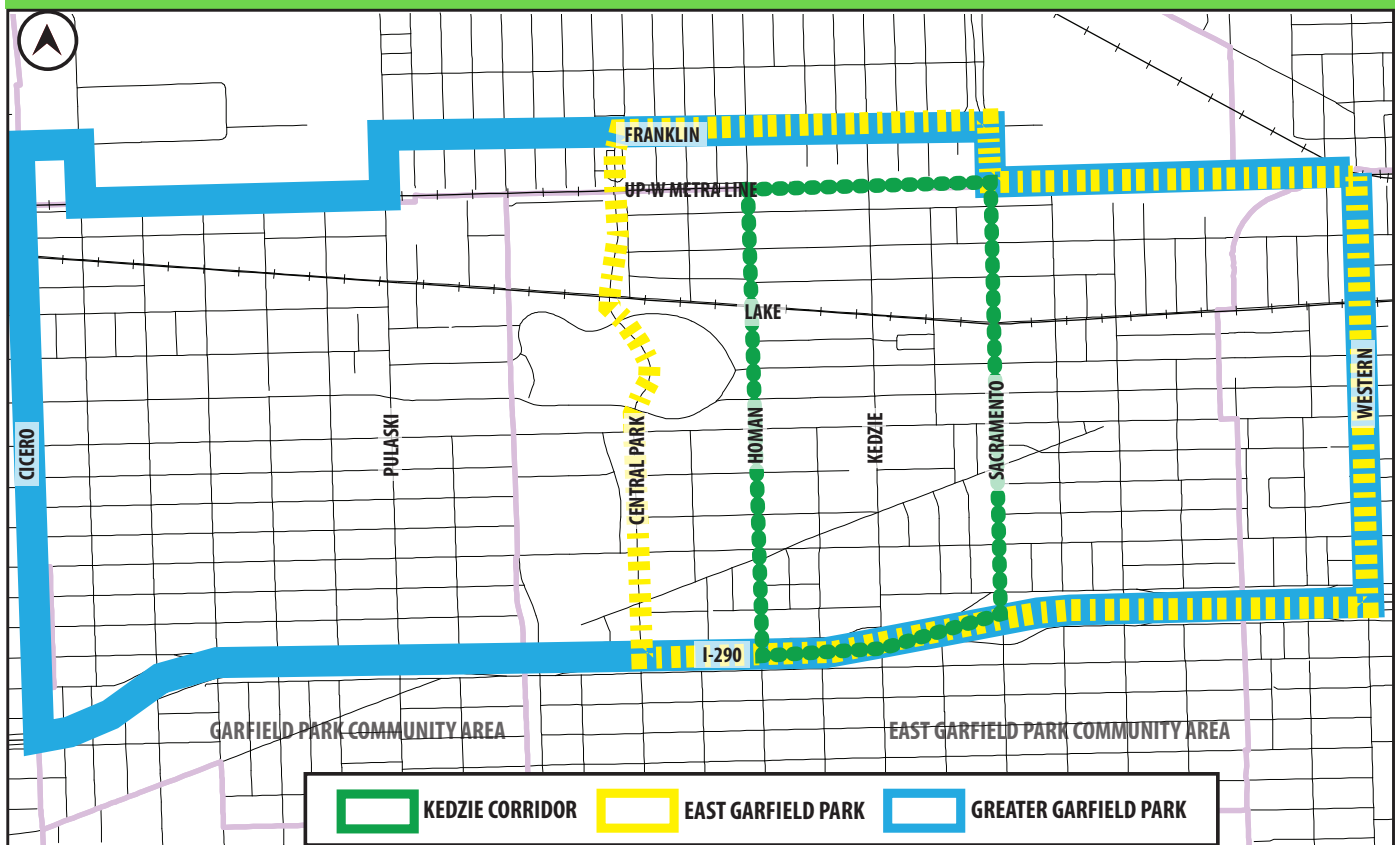 FRANKLIN
UP-W METRA LINE
LAKE
CICERO
PULASKI
CENTRAL PARK
HOMAN
KEDZIE
SACRAMENTO
WESTERN
I-290
GARFIELD PARK COMMUNITY AREA
EAST GARFIELD PARK COMMUNITY AREA
KEDZIE CORRIDOR
EAST GARFIELD PARK
GREATER GARFIELD PARK